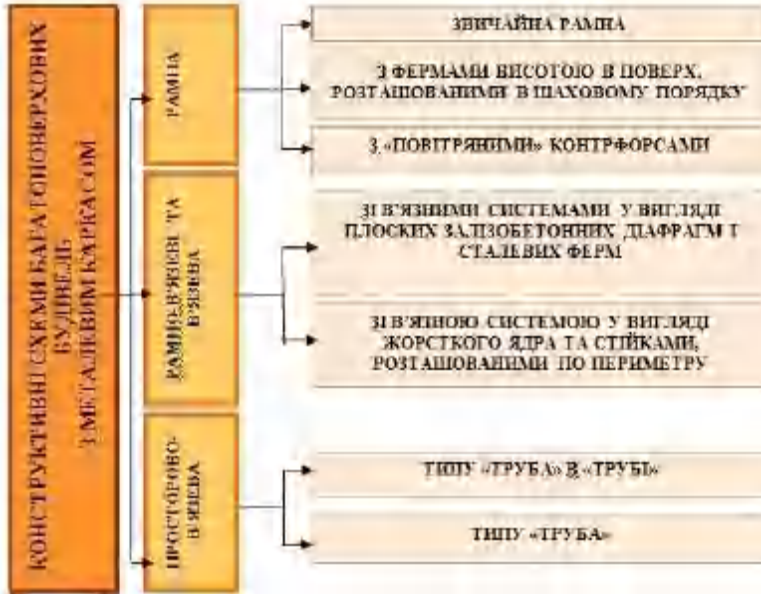 КОНСТРУКТИВНІ СХЕМИ БАГАТОПОВЕРХОВИХ
БУДІВЕЛЬ
З МЕТАЛЕВИМ КАРКАСОМ
РАМНА
ЗВИЧАЙНА РАМНА
З ФЕРМАМИ ВИСОТОЮ В ПОВЕРХ,
РОЗТАШОВАНИМИ В ШАХОВОМУ ПОРЯДКУ
З «ПОВІТРЯНИМИ» КОНТРФОРСАМИ
РАМНО-В'ЯЗЕВІ ТА
В'ЯЗЕВА
ЗІ В'ЯЗНИМИ СИСТЕМАМИ У ВИГЛЯДІ
ПЛОСКИХ ЗАЛІЗОБЕТОННИХ ДІАФРАГМ І
СТАЛЕВИХ ФЕРМ
ЗІ В'ЯЗНОЮ СИСТЕМОЮ У ВИГЛЯДІ
ЖОРСТКОГО ЯДРА ТА СТІЙКАМИ,
РОЗТАШОВАНИМИ ПО ПЕРИМЕТРУ
ПРОСТОРОВО-
В'ЯЗЕВА
ТИПУ «ТРУБА» В «ТРУБІ»
ТИПУ «ТРУБА»